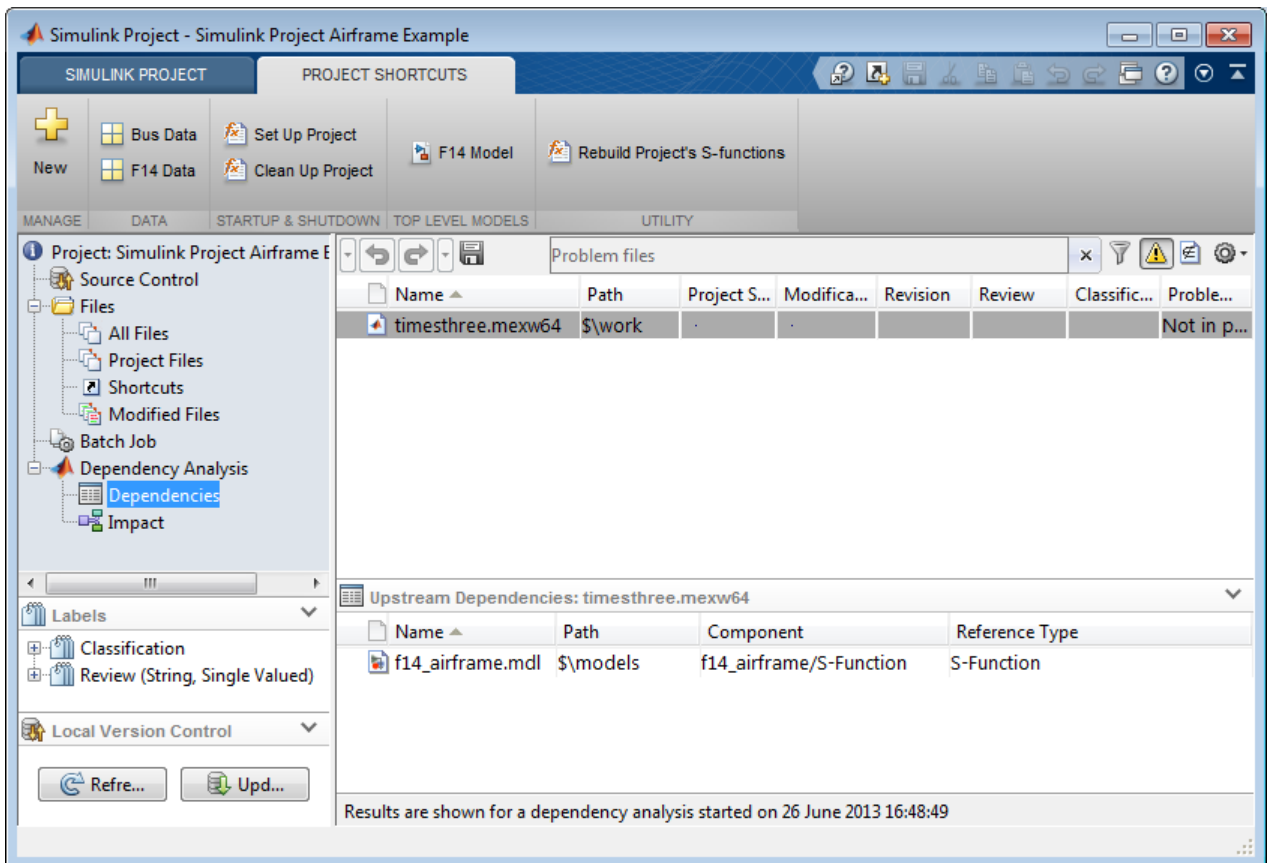 Simulink Project - Simulink Project Airframe Example
SIMULINK PROJECT
PROJECT SHORTCUTS
New
Bus Data
F14 Data
Set Up Project
Clean Up Project
F14 Model
Rebuild Project's S-functions
MANAGE
DATA
STARTUP & SHUTDOWN
TOP LEVEL MODELS
UTILITY
Project: Simulink Project Airframe E
Source Control
Files
All Files
Project Files
Shortcuts
Modified Files
Batch Job
Dependency Analysis
Dependencies
Impact
Labels
Classification
Review (String, Single Valued)
Local Version Control
Refre...
Upd...
Problem files
Name Path Project S... Modifica... Revision Review Classific... Proble...
timesthree.mexw64 $\work . . Not in p...
Upstream Dependencies: timesthree.mexw64
Name Path Component Reference Type
f14_airframe.mdl $\models f14_airframe/S-Function S-Function
Results are shown for a dependency analysis started on 26 June 2013 16:48:49